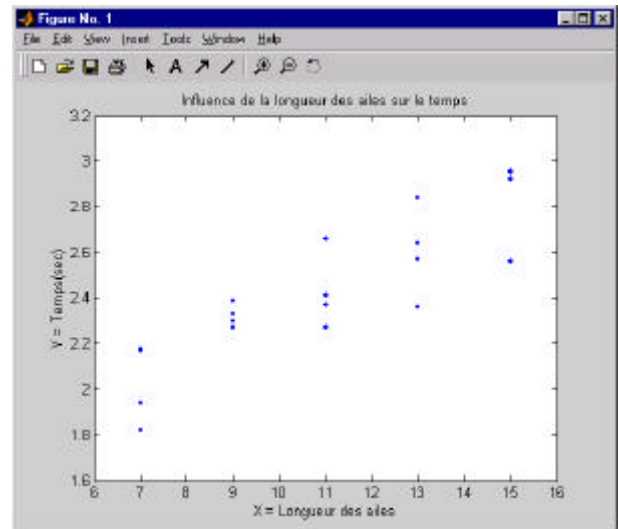 Figure No. 1
File Edit View Insert Tools Window Help
A
Influence de la longueur des ailes sur le temps
3.2
3
2.8
2.6
2.4
2.2
2
1.8
1.6
Y = Temps(sec)
6 7 8 9 10 11 12 13 14 15 16
X = Longueur des ailes